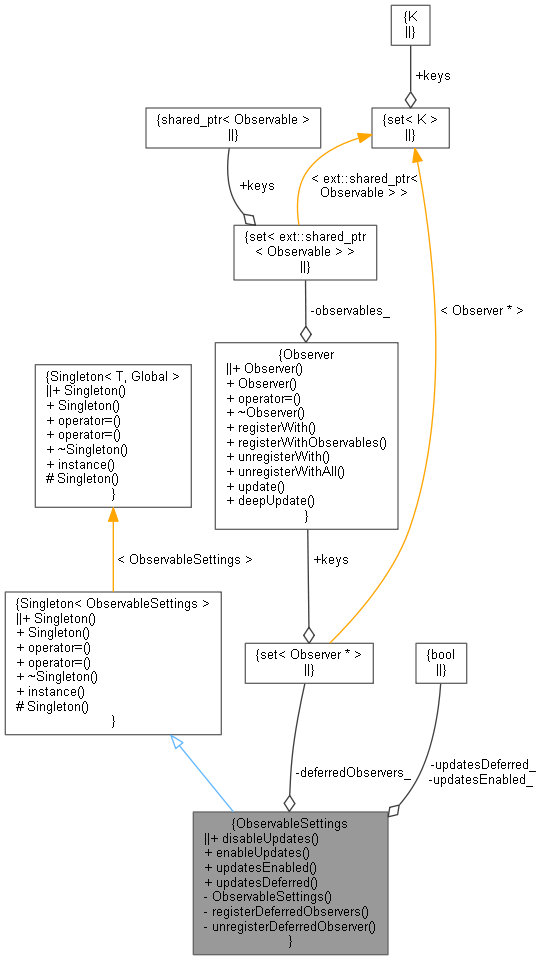 {K
||}
+keys
{shared_ptr< Observable >
||}
{set< K >
||}
+keys
< ext::shared_ptr<
Observable > >
{set< ext::shared_ptr
< Observable > >
||}
-observables_
< Observer * >
{Observer
||+ Observer()
+ Observer()
+ operator=()
+ ~Observer()
+ registerWith()
+ registerWithObservables()
+ unregisterWith()
+ unregisterWithAll()
+ update()
+ deepUpdate()
}
{Singleton< T, Global >
||+ Singleton()
+ Singleton()
+ operator=()
+ operator=()
+ ~Singleton()
+ instance()
# Singleton()
}
< ObservableSettings >
+keys
{Singleton< ObservableSettings >
||+ Singleton()
+ Singleton()
+ operator=()
+ operator=()
+ ~Singleton()
+ instance()
# Singleton()
}
{set< Observer * >
||}
{bool
||}
-deferredObservers_
-updatesDeferred_
-updatesEnabled_
{ObservableSettings
||+ disableUpdates()
+ enableUpdates()
+ updatesEnabled()
+ updatesDeferred()
- ObservableSettings()
- registerDeferredObservers()
- unregisterDeferredObserver()
}